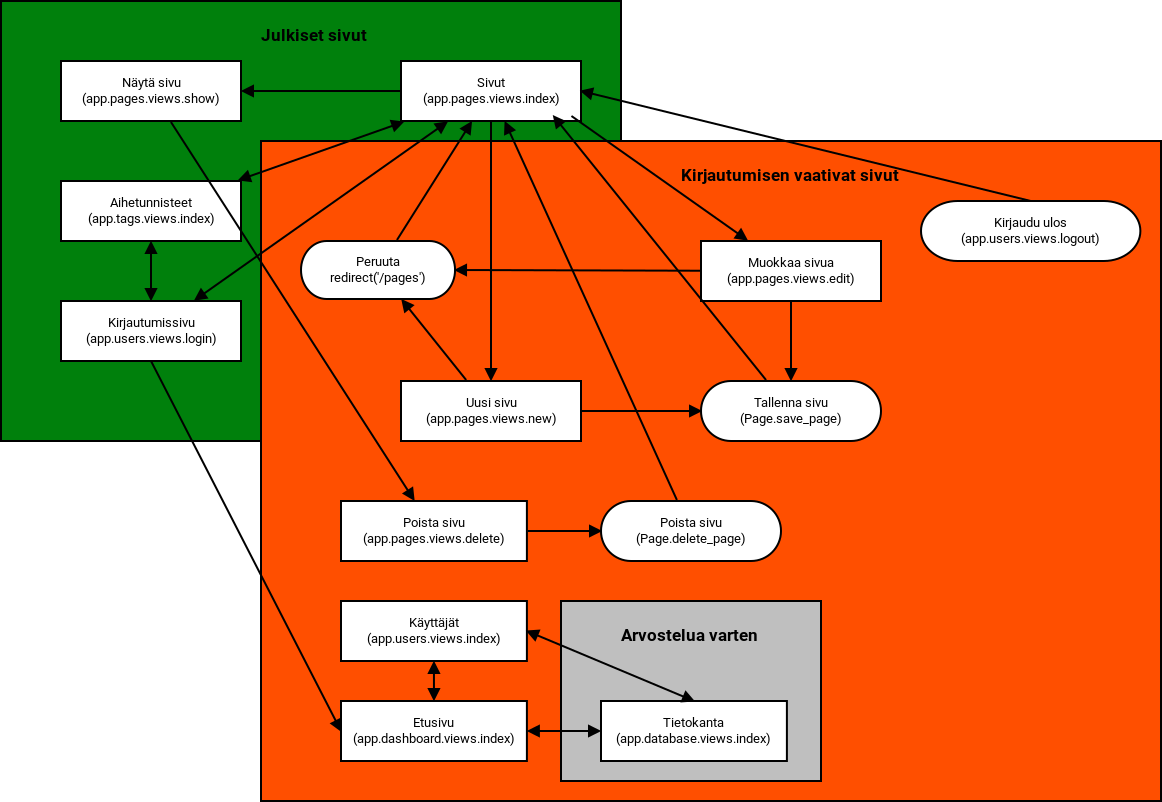 Julkiset sivut
Näytä sivu
(app.pages.views.show)
Sivut
(app.pages.views.index)
Kirjautumisen vaativat sivut
Aihetunnisteet
(app.tags.views.index)
Kirjaudu ulos
(app.users.views.logout)
Peruuta
redirect('/pages')
Muokkaa sivua
(app.pages.views.edit)
Kirjautumissivu
(app.users.views.login)
Uusi sivu
(app.pages.views.new)
Tallenna sivu
(Page.save_page)
Poista sivu
(app.pages.views.delete)
Poista sivu
(Page.delete_page)
Käyttäjät
(app.users.views.index)
Arvostelua varten
Etusivu
(app.dashboard.views.index)
Tietokanta
(app.database.views.index)